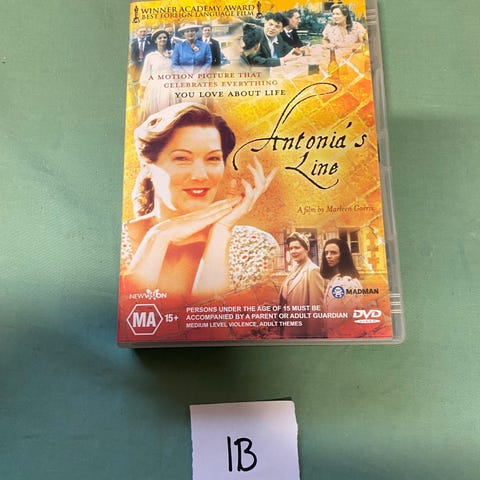 WINNER ACADEMY AWARD
BEST FOREIGN LANGUAGE FILM
A MOTION PICTURE THAT
CELEBRATES EVERYTHING
YOU LOVE ABOUT LIFE
Antonia's
Line
A film by Marleen Gorris
NEWVISION
MADMAN
MA 15+
PERSONS UNDER THE AGE OF 15 MUST BE
ACCOMPANIED BY A PARENT OR ADULT GUARDIAN
MEDIUM LEVEL VIOLENCE, ADULT THEMES
DVD
VIDEO
1B